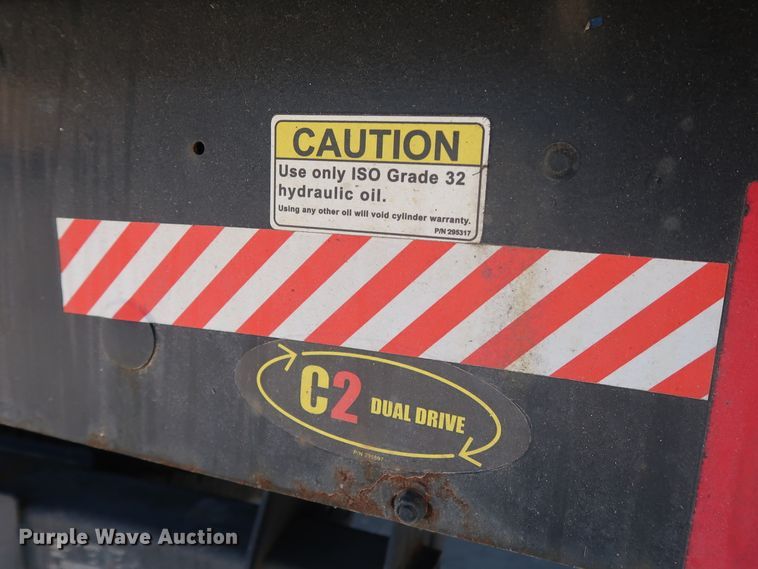 CAUTION
Use only ISO Grade 32
hydraulic oil.
Using any other oil will void cylinder warranty.
P/N 295317
C2 DUAL DRIVE
Purple Wave Auction